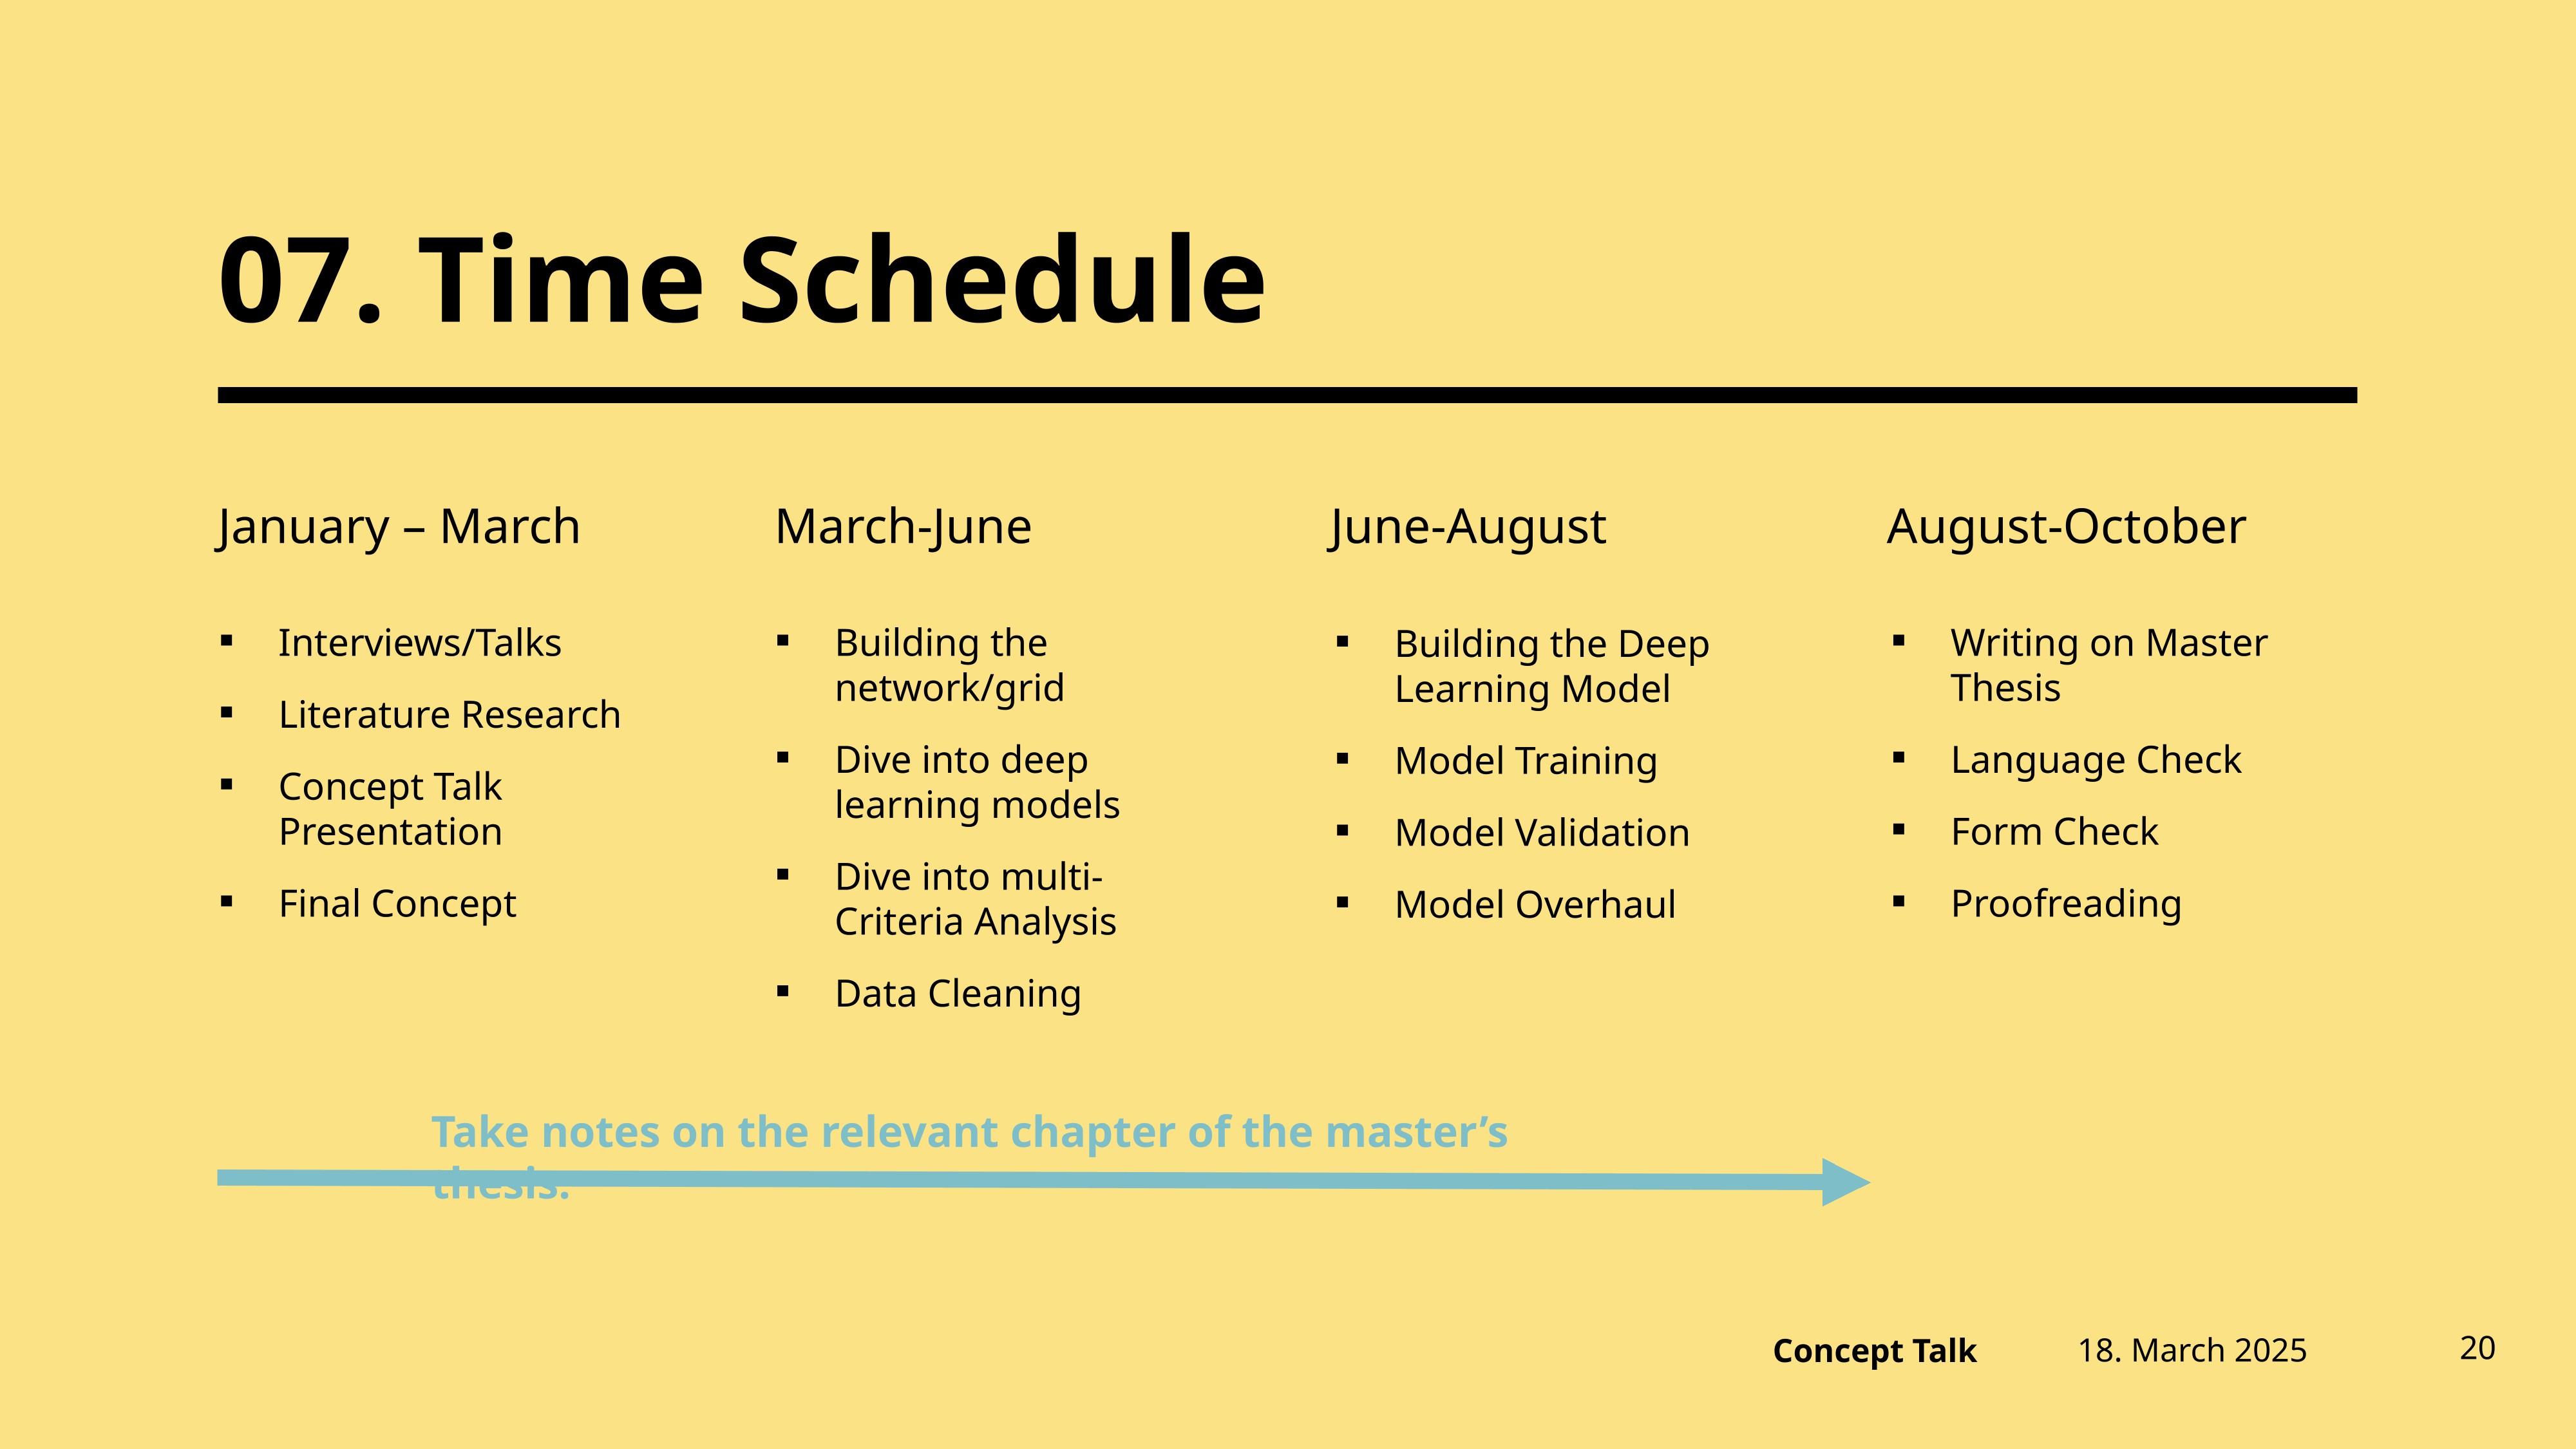 07. Time Schedule
January – March
▪ Interviews/Talks
▪ Literature Research
▪ Concept Talk
Presentation
▪ Final Concept
March-June
▪ Building the
network/grid
▪ Dive into deep
learning models
▪ Dive into multi-
Criteria Analysis
▪ Data Cleaning
June-August
▪ Building the Deep
Learning Model
▪ Model Training
▪ Model Validation
▪ Model Overhaul
August-October
▪ Writing on Master
Thesis
▪ Language Check
▪ Form Check
▪ Proofreading
Take notes on the relevant chapter of the master’s
thesis.
Concept Talk
18. March 2025
20